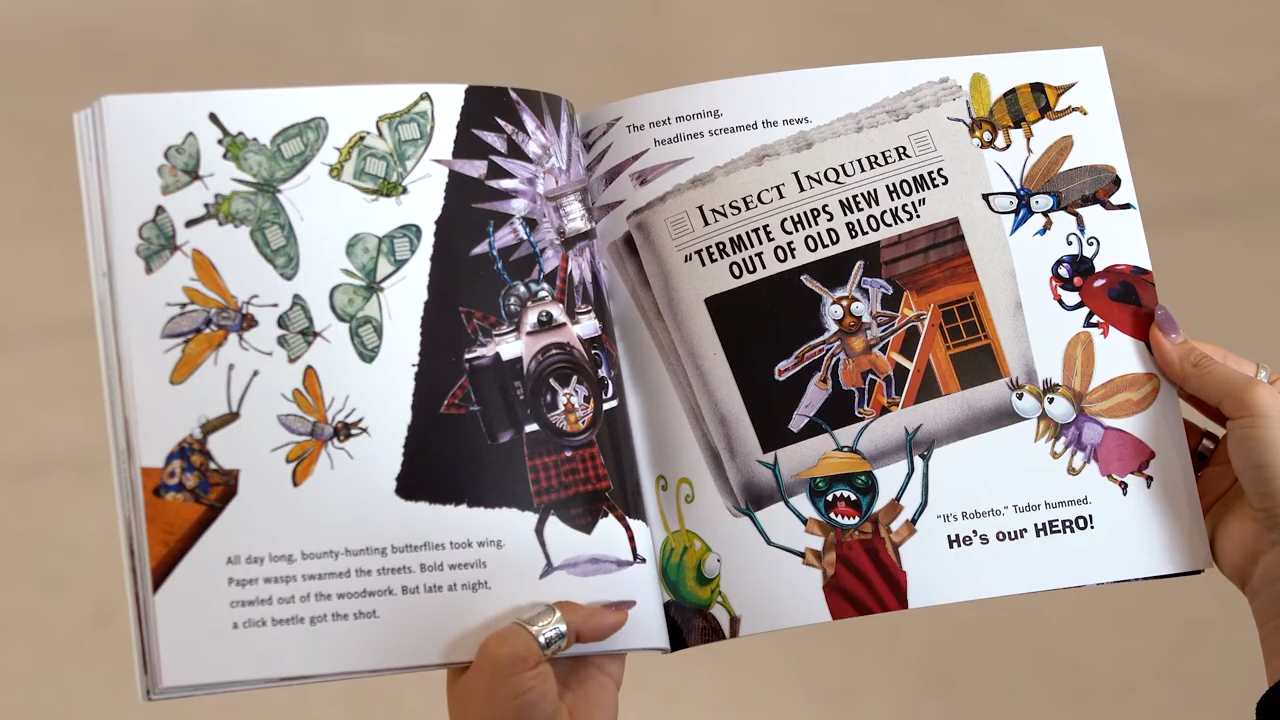 All day long, bounty-hunting butterflies took wing.
Paper wasps swarmed the streets. Bold weevils
crawled out of the woodwork. But late at night,
a click beetle got the shot.
The next morning,
headlines screamed the news.
INSECT INQUIRER
“TERMITE CHIPS NEW HOMES
OUT OF OLD BLOCKS!”
“It’s Roberto,” Tudor hummed.
He’s our HERO!